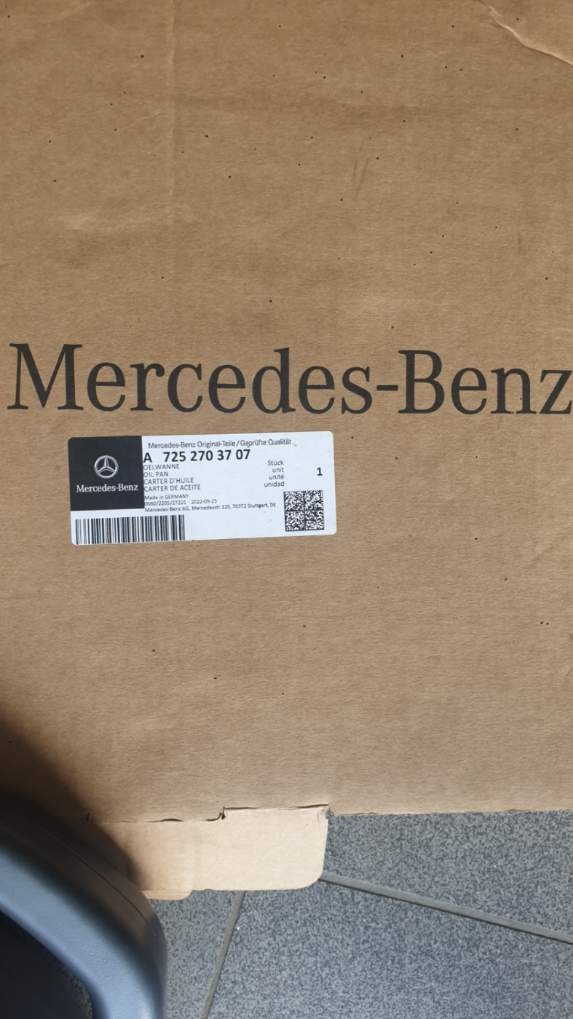 Mercedes-Benz
Mercedes-Benz Original-Teile / Geprüfte Qualität
A 725 270 37 07
OELWANNE Stück
OIL PAN unit 1
CARTER D'HUILE unité
CARTER DE ACEITE unidad
Mercedes-Benz
Made in GERMANY
2022-05-25
Mercedes-Benz AG, Mercedesstr. 120, 70372 Stuttgart, DE